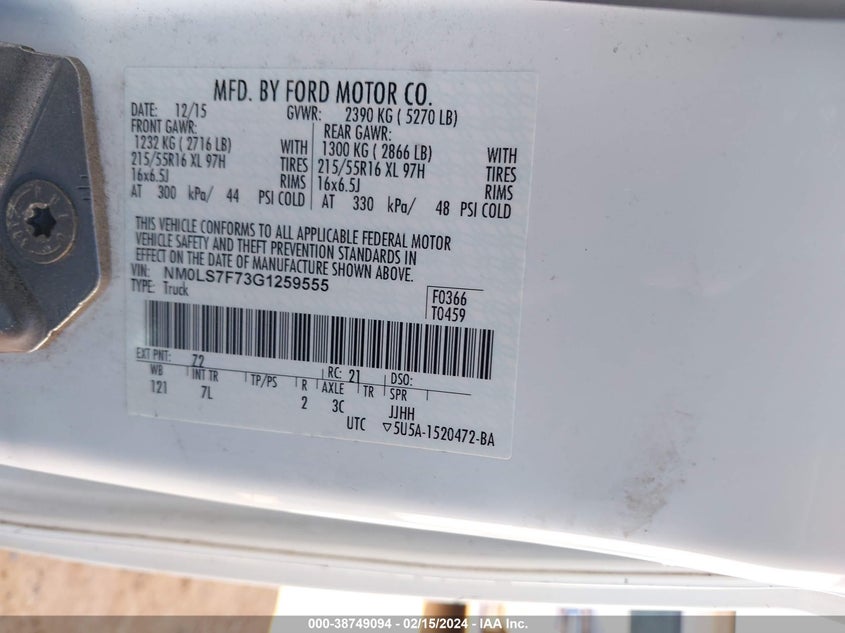 MFD. BY FORD MOTOR CO.
DATE: 12/15 GVWR: 2390 KG ( 5270 LB)
FRONT GAWR: REAR GAWR:
1232 KG ( 2716 LB) WITH 1300 KG ( 2866 LB) WITH
215/55R16 XL 97H TIRES 215/55R16 XL 97H TIRES
16x6.5J RIMS 16x6.5J RIMS
AT 300 kPa/ 44 PSI COLD AT 330 kPa/ 48 PSI COLD
THIS VEHICLE CONFORMS TO ALL APPLICABLE FEDERAL MOTOR
VEHICLE SAFETY AND THEFT PREVENTION STANDARDS IN
EFFECT ON THE DATE OF MANUFACTURE SHOWN ABOVE.
VIN: NM0LS7F73G1259555
TYPE: Truck
F0366
T0459
EXT PNT: Z2 RC: 21 DSO:
WB INT TR TP/PS R AXLE TR SPR
121 7L 2 3C JJHH
UTC ▽5U5A-1520472-BA
000-38749094 - 02/15/2024 - IAA Inc.